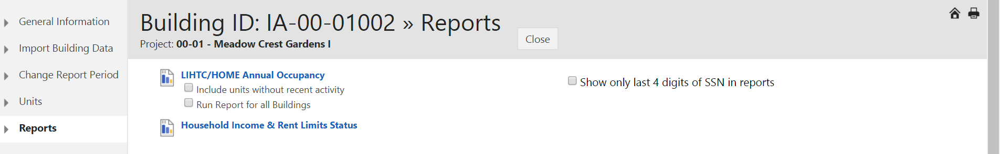 General Information
Import Building Data
Change Report Period
Units
Reports
Building ID: IA-00-01002 » Reports
Project: 00-01 - Meadow Crest Gardens I
Close
LIHTC/HOME Annual Occupancy
Include units without recent activity
Run Report for all Buildings
Household Income & Rent Limits Status
Show only last 4 digits of SSN in reports